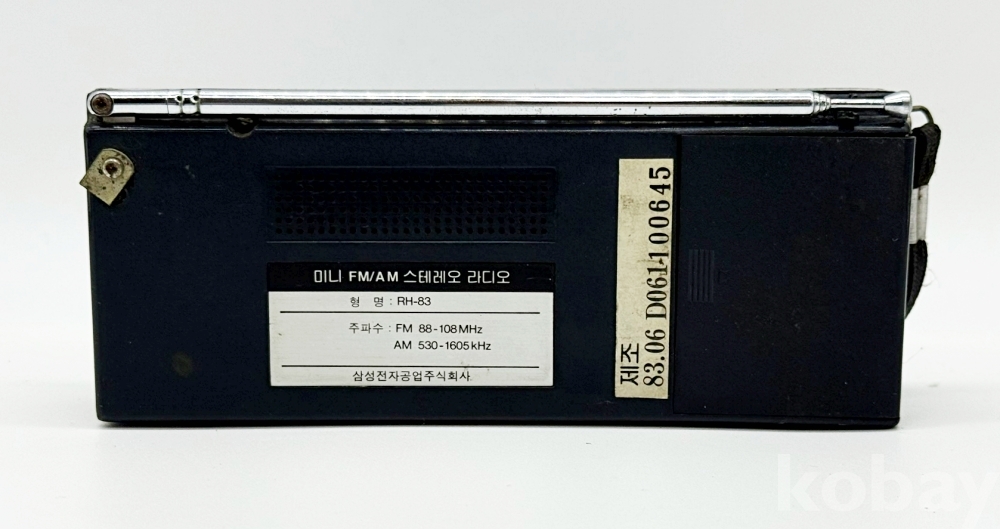 미니 FM/AM 스테레오 라디오
형 명 : RH-83
주파수 : FM 88-108MHz
AM 530-1605kHz
삼성전자공업주식회사
제조
83.06 D061-100645
kobay